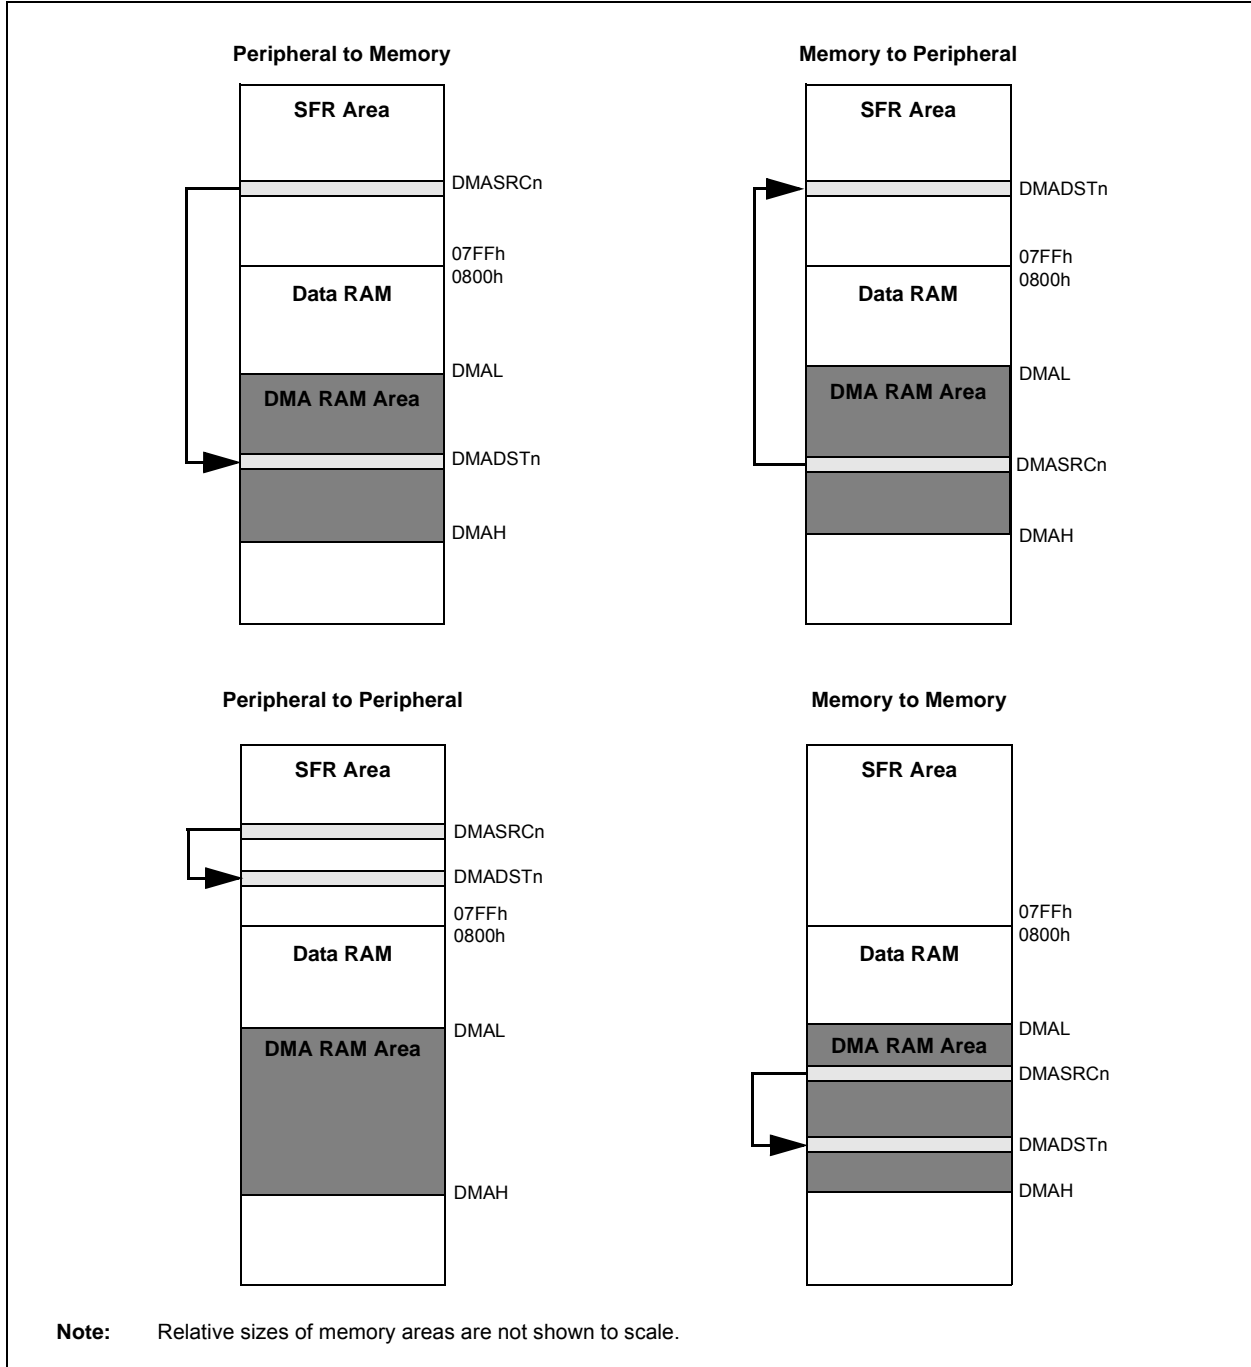 Peripheral to Memory
SFR Area
DMASRCn
07FFh
0800h
Data RAM
DMAL
DMA RAM Area
DMADSTn
DMAH
Memory to Peripheral
SFR Area
DMADSTn
07FFh
0800h
Data RAM
DMAL
DMA RAM Area
DMASRCn
DMAH
Peripheral to Peripheral
SFR Area
DMASRCn
DMADSTn
07FFh
0800h
Data RAM
DMAL
DMA RAM Area
DMAH
Memory to Memory
SFR Area
07FFh
0800h
Data RAM
DMAL
DMA RAM Area
DMASRCn
DMADSTn
DMAH
Note: Relative sizes of memory areas are not shown to scale.